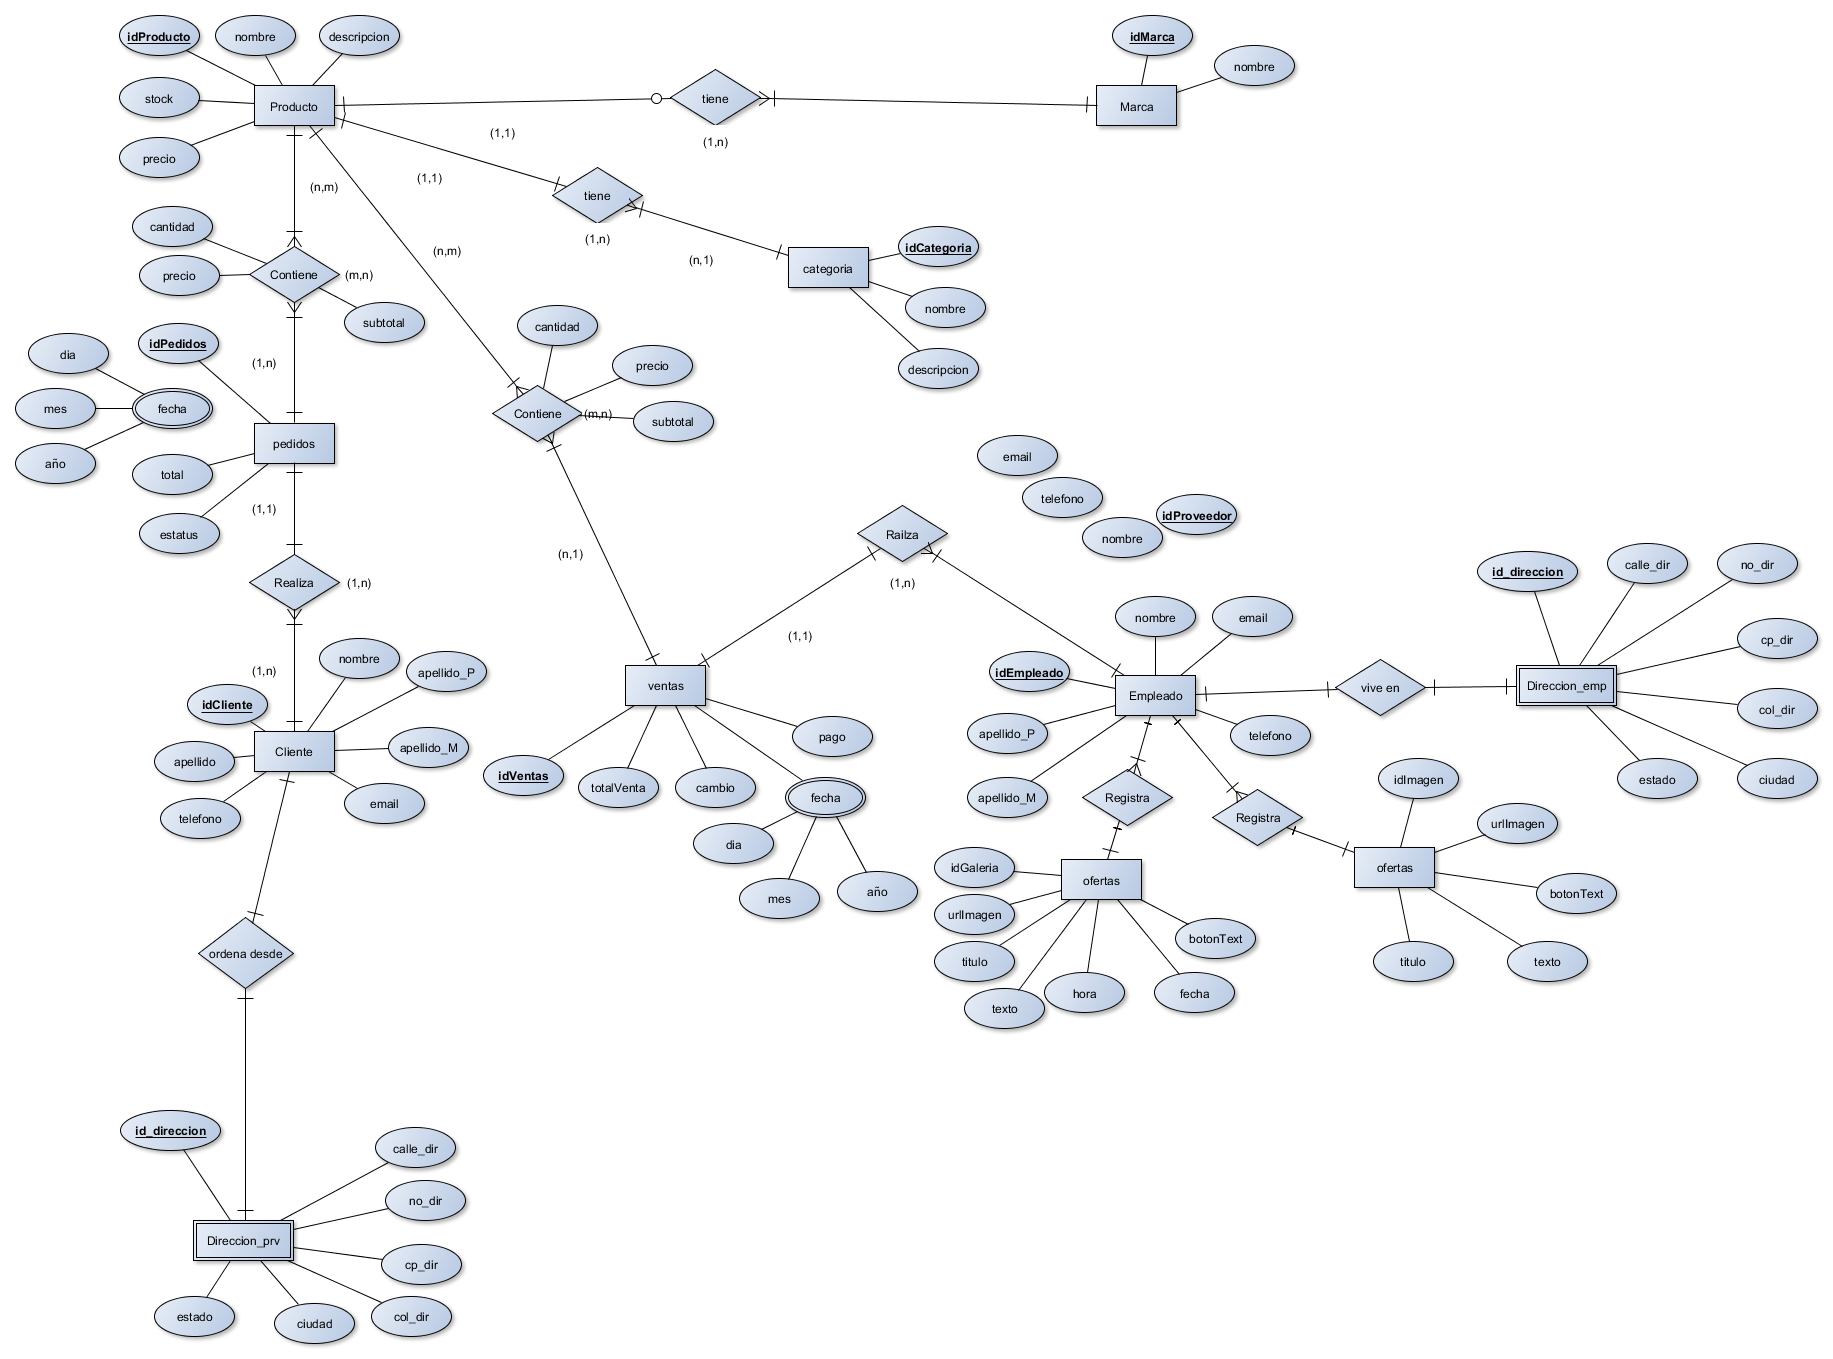 idProducto
nombre
descripcion
stock
Producto
precio
tiene
(1,n)
idMarca
nombre
Marca
(1,1)
(1,1)
tiene
(1,n)
(n,1)
categoria
idCategoria
nombre
descripcion
(n,m)
(n,m)
cantidad
precio
Contiene
(m,n)
subtotal
cantidad
precio
Contiene
(m,n)
subtotal
dia
mes
año
fecha
idPedidos
(1,n)
pedidos
total
estatus
(1,1)
Realiza
(1,n)
(1,n)
(n,1)
Railza
(1,n)
(1,1)
email
telefono
nombre
idProveedor
idCliente
nombre
apellido_P
apellido
Cliente
apellido_M
telefono
email
ventas
idVentas
totalVenta
cambio
pago
fecha
dia
mes
año
nombre
email
idEmpleado
Empleado
apellido_P
telefono
apellido_M
vive en
id_direccion
calle_dir
no_dir
cp_dir
Direccion_emp
col_dir
estado
ciudad
Registra
Registra
idGaleria
ofertas
urlImagen
titulo
texto
hora
fecha
botonText
idImagen
urlImagen
ofertas
botonText
titulo
texto
ordena desde
id_direccion
calle_dir
no_dir
Direccion_prv
cp_dir
estado
ciudad
col_dir